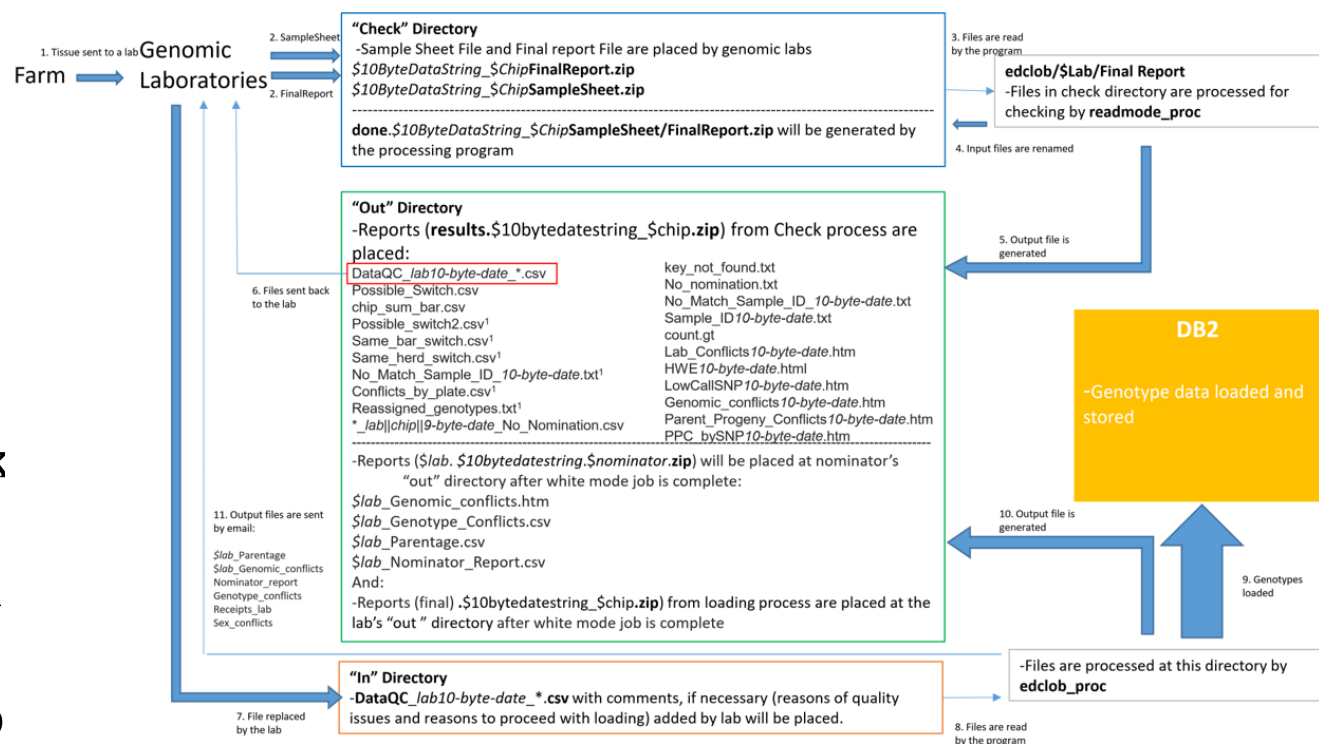 1. Tissue sent to a lab
Farm
Genomic
Laboratories
2. SampleSheet
2. FinalReport
“Check” Directory
-Sample Sheet File and Final report File are placed by genomic labs
$10ByteDataString_$ChipFinalReport.zip
$10ByteDataString_$ChipSampleSheet.zip
done.$10ByteDataString_$ChipSampleSheet/FinalReport.zip will be generated by
the processing program
3. Files are read
by the program
edclob/$Lab/Final Report
-Files in check directory are processed for
checking by readmode_proc
4. Input files are renamed
5. Output file is
generated
“Out” Directory
-Reports (results.$10bytedatestring_$chip.zip) from Check process are
placed:
DataQC_lab10-byte-date_*.csv
Possible_Switch.csv
chip_sum_bar.csv
Possible_switch2.csv¹
Same_bar_switch.csv¹
Same_herd_switch.csv¹
No_Match_Sample_ID_10-byte-date.txt¹
Conflicts_by_plate.csv¹
Reassigned_genotypes.txt¹
*_lab||chip||9-byte-date_No_Nomination.csv
key_not_found.txt
No_nomination.txt
No_Match_Sample_ID_10-byte-date.txt
Sample_ID10-byte-date.txt
count.gt
Lab_Conflicts10-byte-date.htm
HWE10-byte-date.html
LowCallSNP10-byte-date.htm
Genomic_conflicts10-byte-date.htm
Parent_Progeny_Conflicts10-byte-date.htm
PPC_bySNP10-byte-date.htm
-Reports ($lab. $10bytedatestring.$nominator.zip) will be placed at nominator’s
“out” directory after white mode job is complete:
$lab_Genomic_conflicts.htm
$lab_Genotype_Conflicts.csv
$lab_Parentage.csv
$lab_Nominator_Report.csv
And:
-Reports (final) .$10bytedatestring_$chip.zip) from loading process are placed at the
lab’s “out ” directory after white mode job is complete
6. Files sent back
to the lab
DB2
-Genotype data loaded and
stored
10. Output file is
generated
9. Genotypes
loaded
11. Output files are sent
by email:
$lab_Parentage
$lab_Genomic_conflicts
Nominator_report
Genotype_conflicts
Receipts_lab
Sex_conflicts
-Files are processed at this directory by
edclob_proc
“In” Directory
-DataQC_lab10-byte-date_*.csv with comments, if necessary (reasons of quality
issues and reasons to proceed with loading) added by lab will be placed.
7. File replaced
by the lab
8. Files are read
by the program